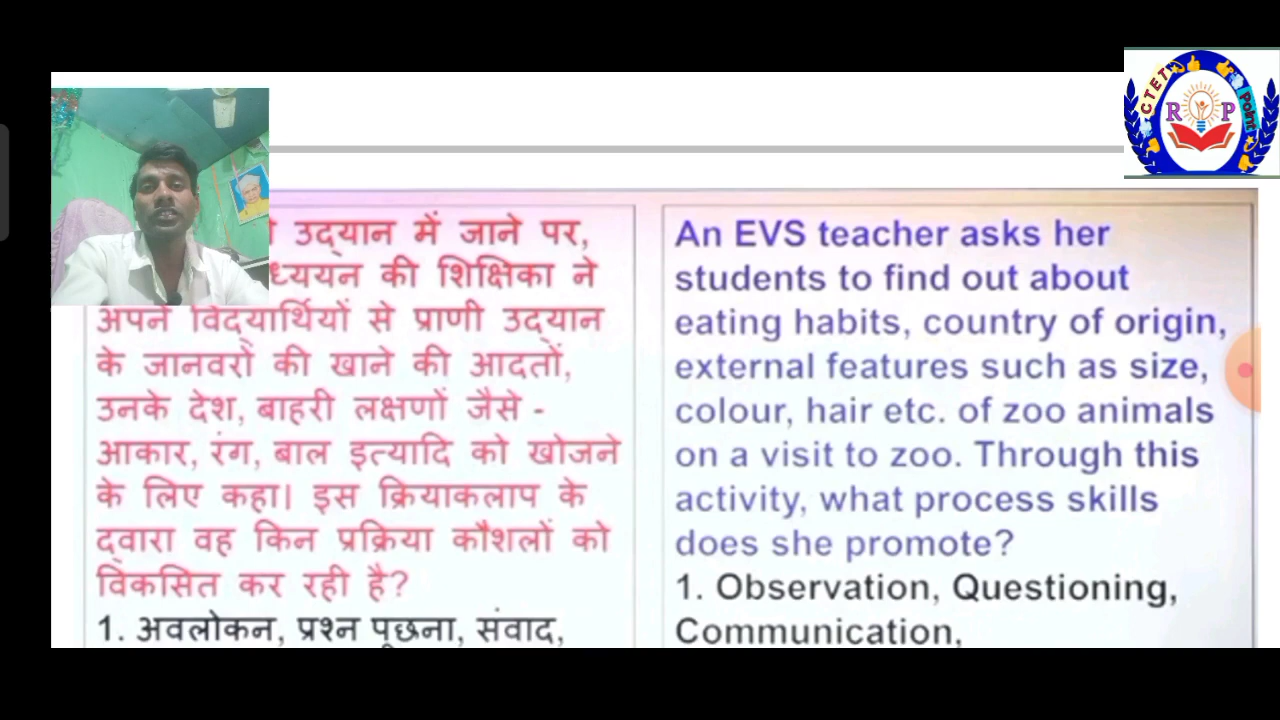 CTET
Point
R P
उद्यान में जाने पर,
ध्ययन की शिक्षिका ने
अपने विद्यार्थियों से प्राणी उद्यान
के जानवरों की खाने की आदतों,
उनके देश, बाहरी लक्षणों जैसे -
आकार, रंग, बाल इत्यादि को खोजने
के लिए कहा। इस क्रियाकलाप के
द्वारा वह किन प्रक्रिया कौशलों को
विकसित कर रही है?
1. अवलोकन, प्रश्न पूछना, संवाद,
An EVS teacher asks her
students to find out about
eating habits, country of origin,
external features such as size,
colour, hair etc. of zoo animals
on a visit to zoo. Through this
activity, what process skills
does she promote?
1. Observation, Questioning,
Communication,